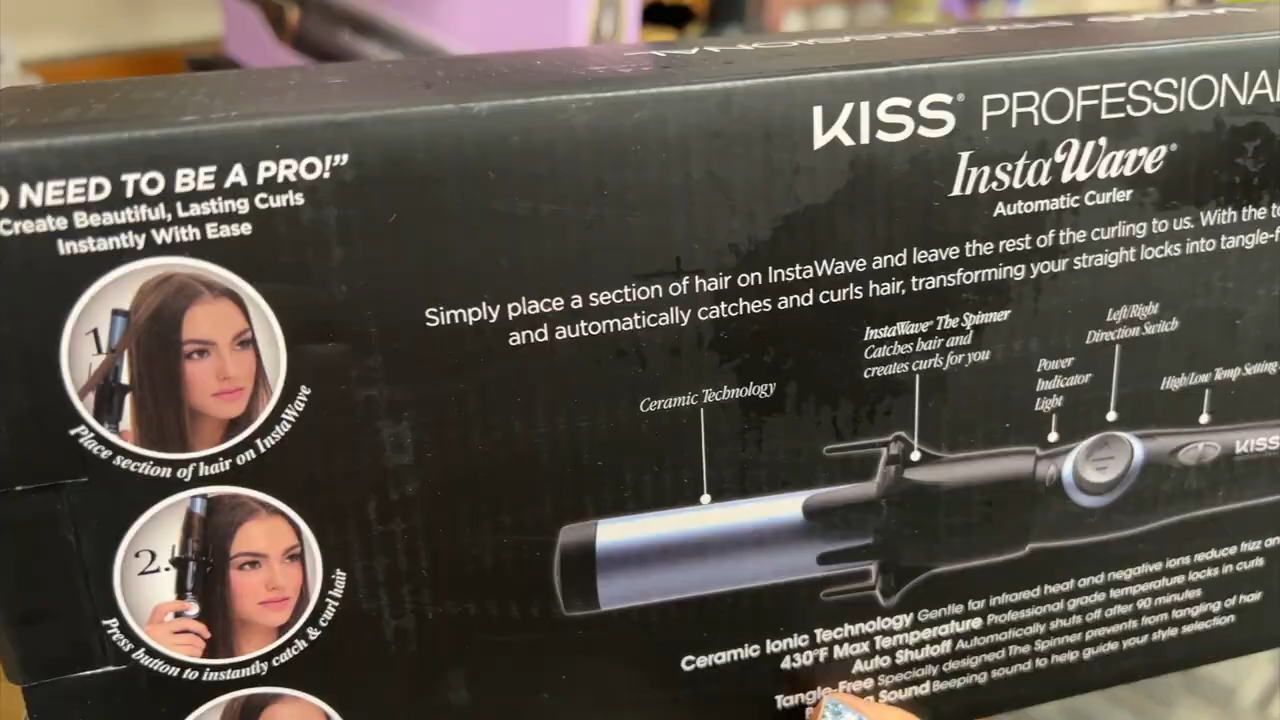 NEED TO BE A PRO!”
Create Beautiful, Lasting Curls
Instantly With Ease
1.
Place section of hair on InstaWave
2.
Press button to instantly catch & curl hair
KISS® PROFESSIONAL
InstaWave®
Automatic Curler
Simply place a section of hair on InstaWave and leave the rest of the curling to us. With the
and automatically catches and curls hair, transforming your straight locks into tangle-f
Ceramic Technology
InstaWave® The Spinner
Catches hair and
creates curls for you
Power
Indicator
Light
Left/Right
Direction Switch
High/Low Temp Setting
KISS
Ceramic Ionic Technology Gentle far infrared heat and negative ions reduce frizz
430°F Max Temperature Professional grade temperature locks in curls
Auto Shutoff Automatically shuts off after 90 minutes
Tangle-Free Specially designed The Spinner prevents from tangling of hair
Sound Beeping sound to help guide your style selection